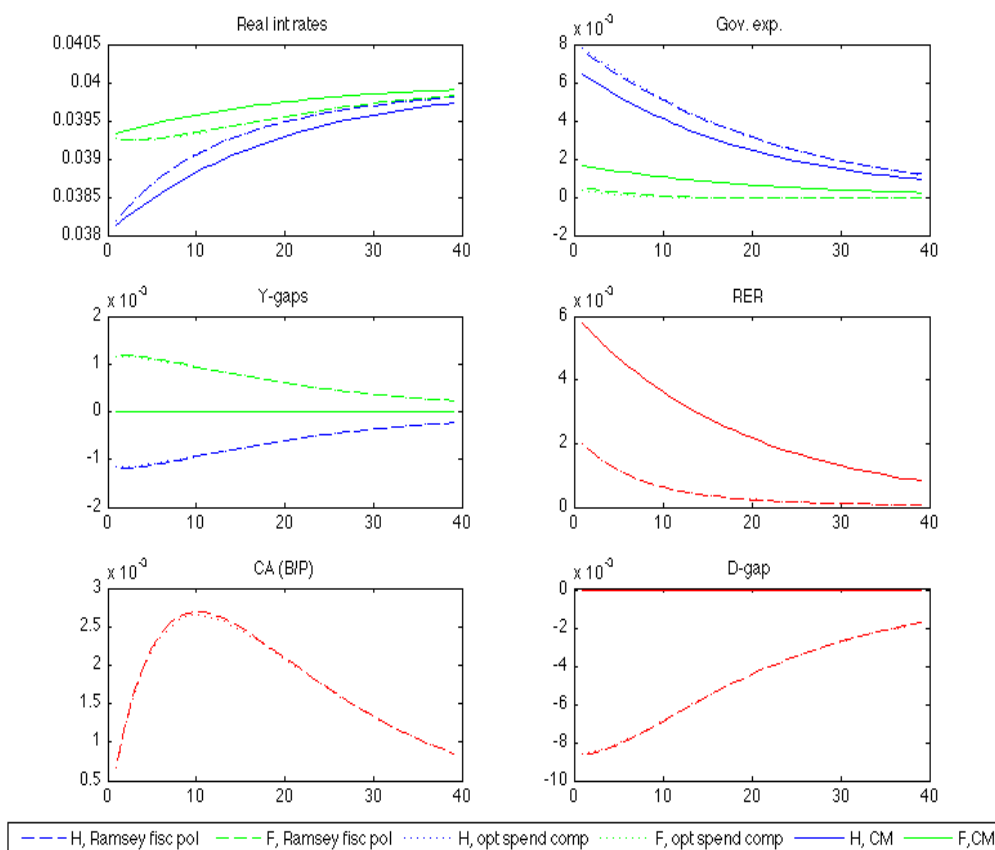 Real int rates
0.0405
0.04
0.0395
0.039
0.0385
0.038
0 10 20 30 40
Gov. exp.
x 10^-3
8
6
4
2
0
-2
0 10 20 30 40
Y-gaps
x 10^-3
2
1
0
-1
-2
0 10 20 30 40
RER
x 10^-3
6
4
2
0
0 10 20 30 40
CA (B/P)
x 10^-3
3
2.5
2
1.5
1
0.5
0 10 20 30 40
D-gap
x 10^-3
0
-2
-4
-6
-8
-10
0 10 20 30 40
H, Ramsey fisc pol F, Ramsey fisc pol H, opt spend comp F, opt spend comp H, CM F,CM